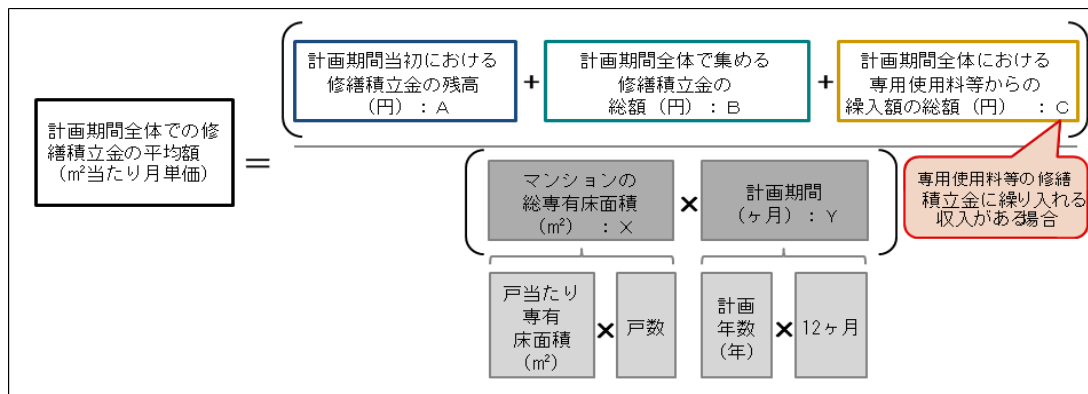 計画期間全体での修
繕積立金の平均額
（㎡当たり月単価）
=
計画期間当初における
修繕積立金の残高
（円）：A
+
計画期間全体で集める
修繕積立金の
総額（円）：B
+
計画期間全体における
専用使用料等からの
繰入額の総額（円）：C
マンションの
総専有床面積
（㎡）：X
×
計画期間
（ヶ月）：Y
専用使用料等の修繕
積立金に繰り入れる
収入がある場合
戸当たり
専有
床面積
（㎡）
×
戸数
計画
年数
（年）
×
12ヶ月